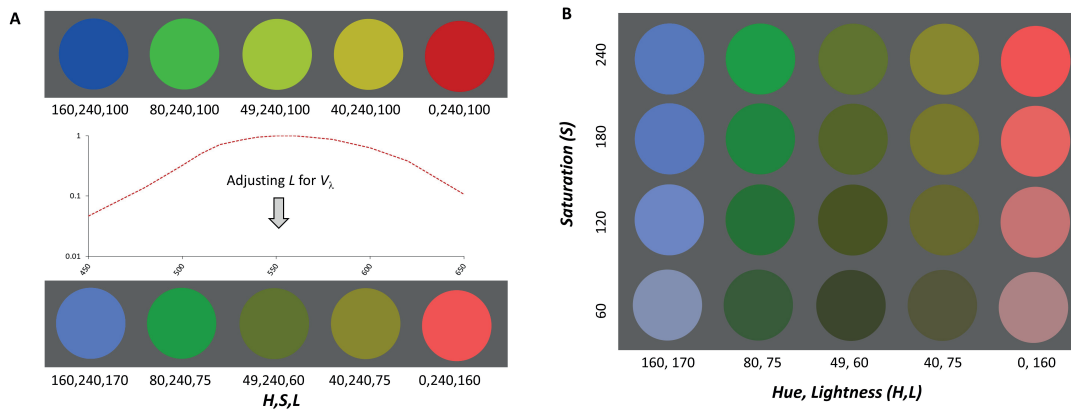 A
160,240,100 80,240,100 49,240,100 40,240,100 0,240,100
1
0.1
0.01
Adjusting L for Vλ
450 500 550 600 650
160,240,170 80,240,75 49,240,60 40,240,75 0,240,160
H,S,L
B
Saturation (S)
240
180
120
60
160, 170 80, 75 49, 60 40, 75 0, 160
Hue, Lightness (H,L)